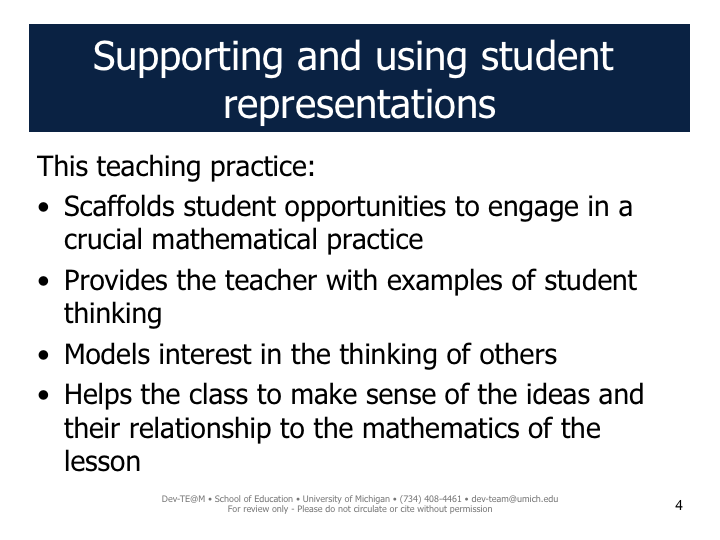 Supporting and using student
representations
This teaching practice:
• Scaffolds student opportunities to engage in a
crucial mathematical practice
• Provides the teacher with examples of student
thinking
• Models interest in the thinking of others
• Helps the class to make sense of the ideas and
their relationship to the mathematics of the
lesson
Dev-TE@M • School of Education • University of Michigan • (734) 408-4461 • dev-team@umich.edu
For review only - Please do not circulate or cite without permission
4